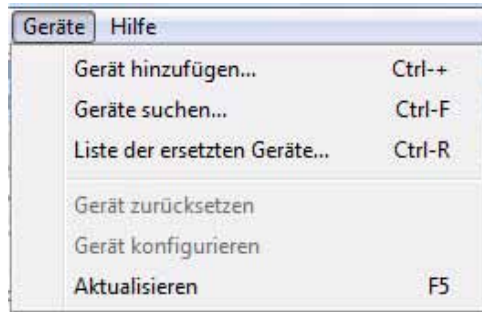 Geräte Hilfe
Gerät hinzufügen... Ctrl-+
Geräte suchen... Ctrl-F
Liste der ersetzten Geräte... Ctrl-R
Gerät zurücksetzen
Gerät konfigurieren
Aktualisieren F5